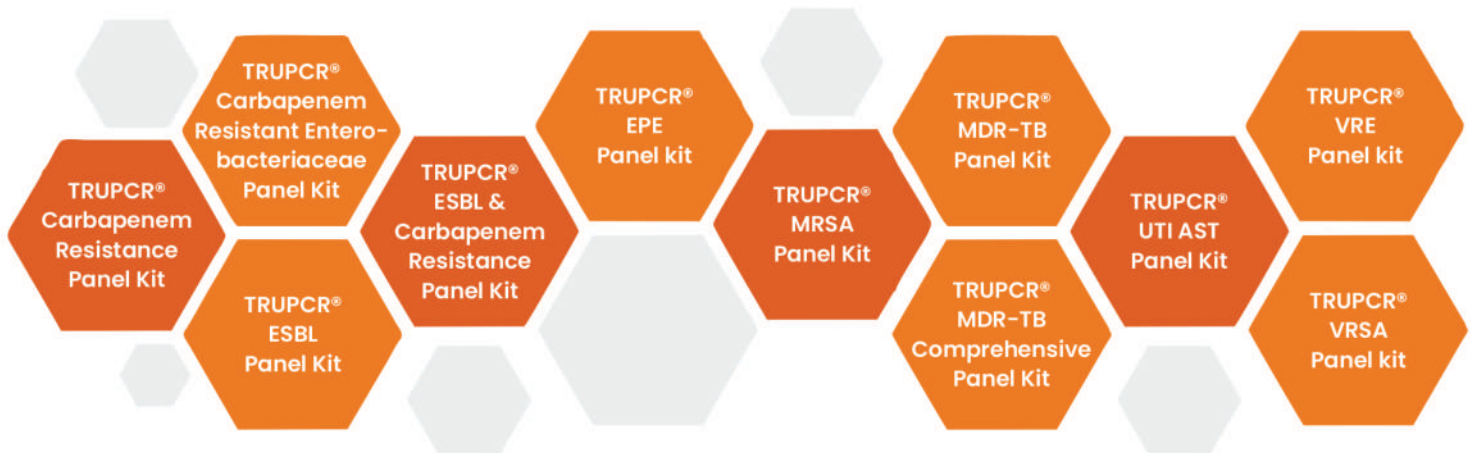 TRUPCR®
Carbapenem
Resistance
Panel Kit
TRUPCR®
Carbapenem
Resistant Entero-
bacteriaceae
Panel Kit
TRUPCR®
ESBL
Panel Kit
TRUPCR®
ESBL &
Carbapenem
Resistance
Panel Kit
TRUPCR®
EPE
Panel kit
TRUPCR®
MRSA
Panel Kit
TRUPCR®
MDR-TB
Panel Kit
TRUPCR®
MDR-TB
Comprehensive
Panel Kit
TRUPCR®
UTI AST
Panel Kit
TRUPCR®
VRE
Panel kit
TRUPCR®
VRSA
Panel kit